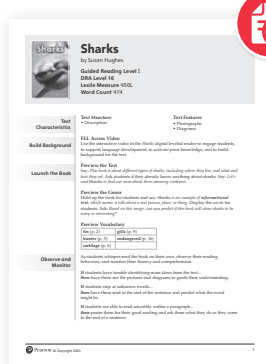 Sharks
Sharks
by Susan Hughes
Guided Reading Level I
DRA Level 16
Lexile Measure 450L
Word Count 414
Text
Characteristics
Text Structure
• Description
Text Features
• Photographs
• Diagrams
Build Background
ELL Access Video
Use the interactive video in the Sharks digital leveled reader to engage students,
to support language development, to activate prior knowledge, and to build
background for the text.
Launch the Book
Preview the Text
Say: This book is about different types of sharks, including where they live, and what and
how they eat. Ask students if they already know anything about sharks. Say: Let's
read Sharks to find out more about these amazing creatures.
Preview the Genre
Hold up the book for students and say: Sharks is an example of informational
text, which means it tells about a real person, place, or thing. Display the cover for
students. Ask: Based on this image, can you predict if this book will show sharks to be
scary or interesting?
Preview Vocabulary
fin (p. 2)
gills (p. 9)
hunter (p. 3)
endangered (p. 16)
cartilage (p. 6)
Observe and
Monitor
As students whisper-read the book on their own, observe their reading
behaviors, and monitor their fluency and comprehension.
If students have trouble identifying main ideas from the text...
then have them use the pictures and diagrams to guide their understanding.
If students stop at unknown words...
then have them read to the end of the sentence and predict what the word
might be.
If students are able to read smoothly within a paragraph...
then praise them for their good reading and ask them what they do as they come
to the end of a sentence.
Pearson © Copyright 2020
1